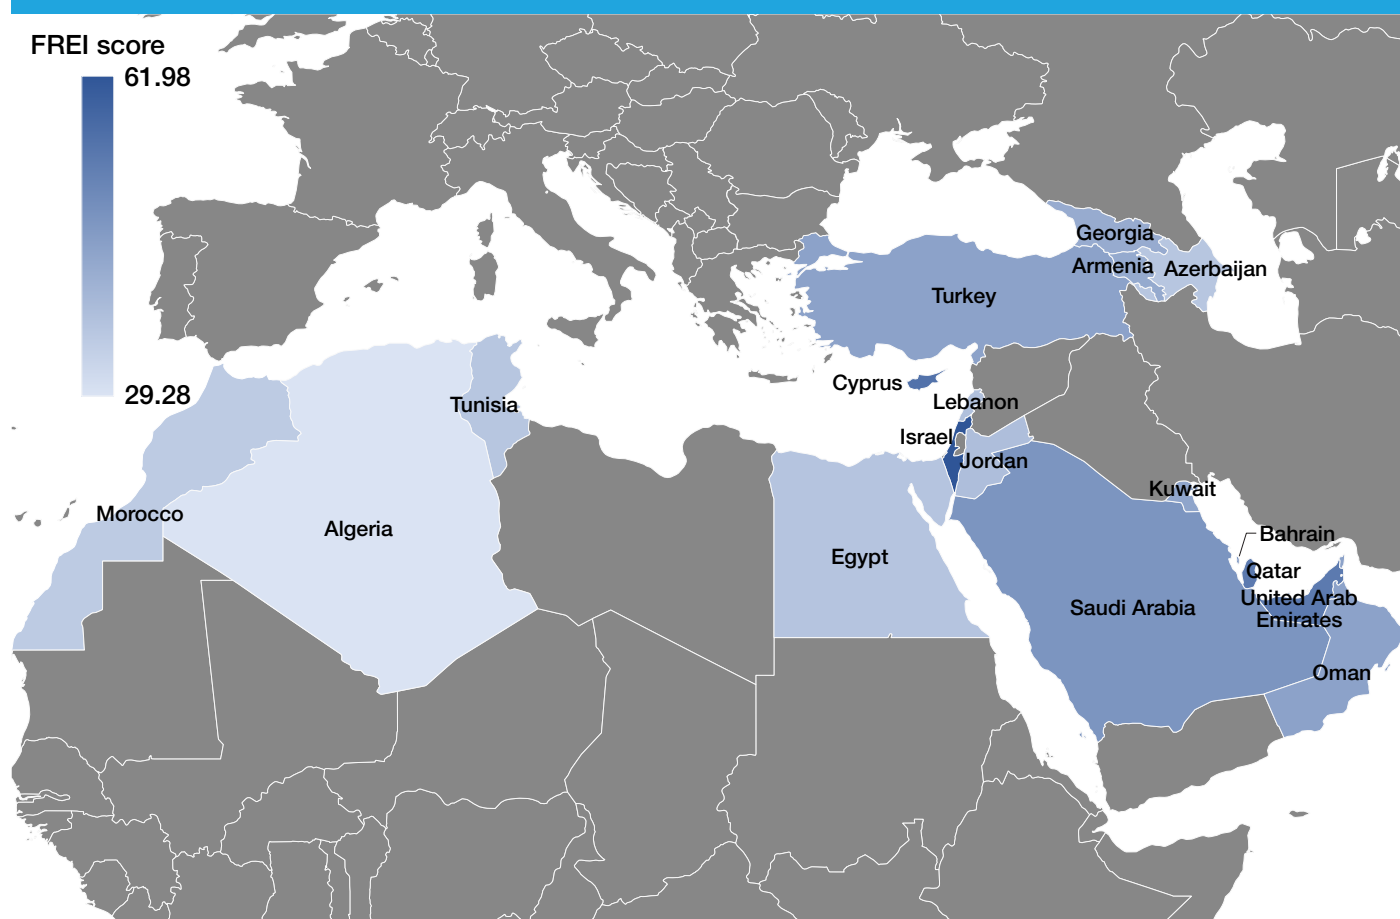 FREI score
61.98
29.28
Georgia
Armenia
Azerbaijan
Turkey
Cyprus
Lebanon
Tunisia
Israel
Jordan
Kuwait
Morocco
Algeria
Bahrain
Egypt
Qatar
United Arab
Emirates
Saudi Arabia
Oman